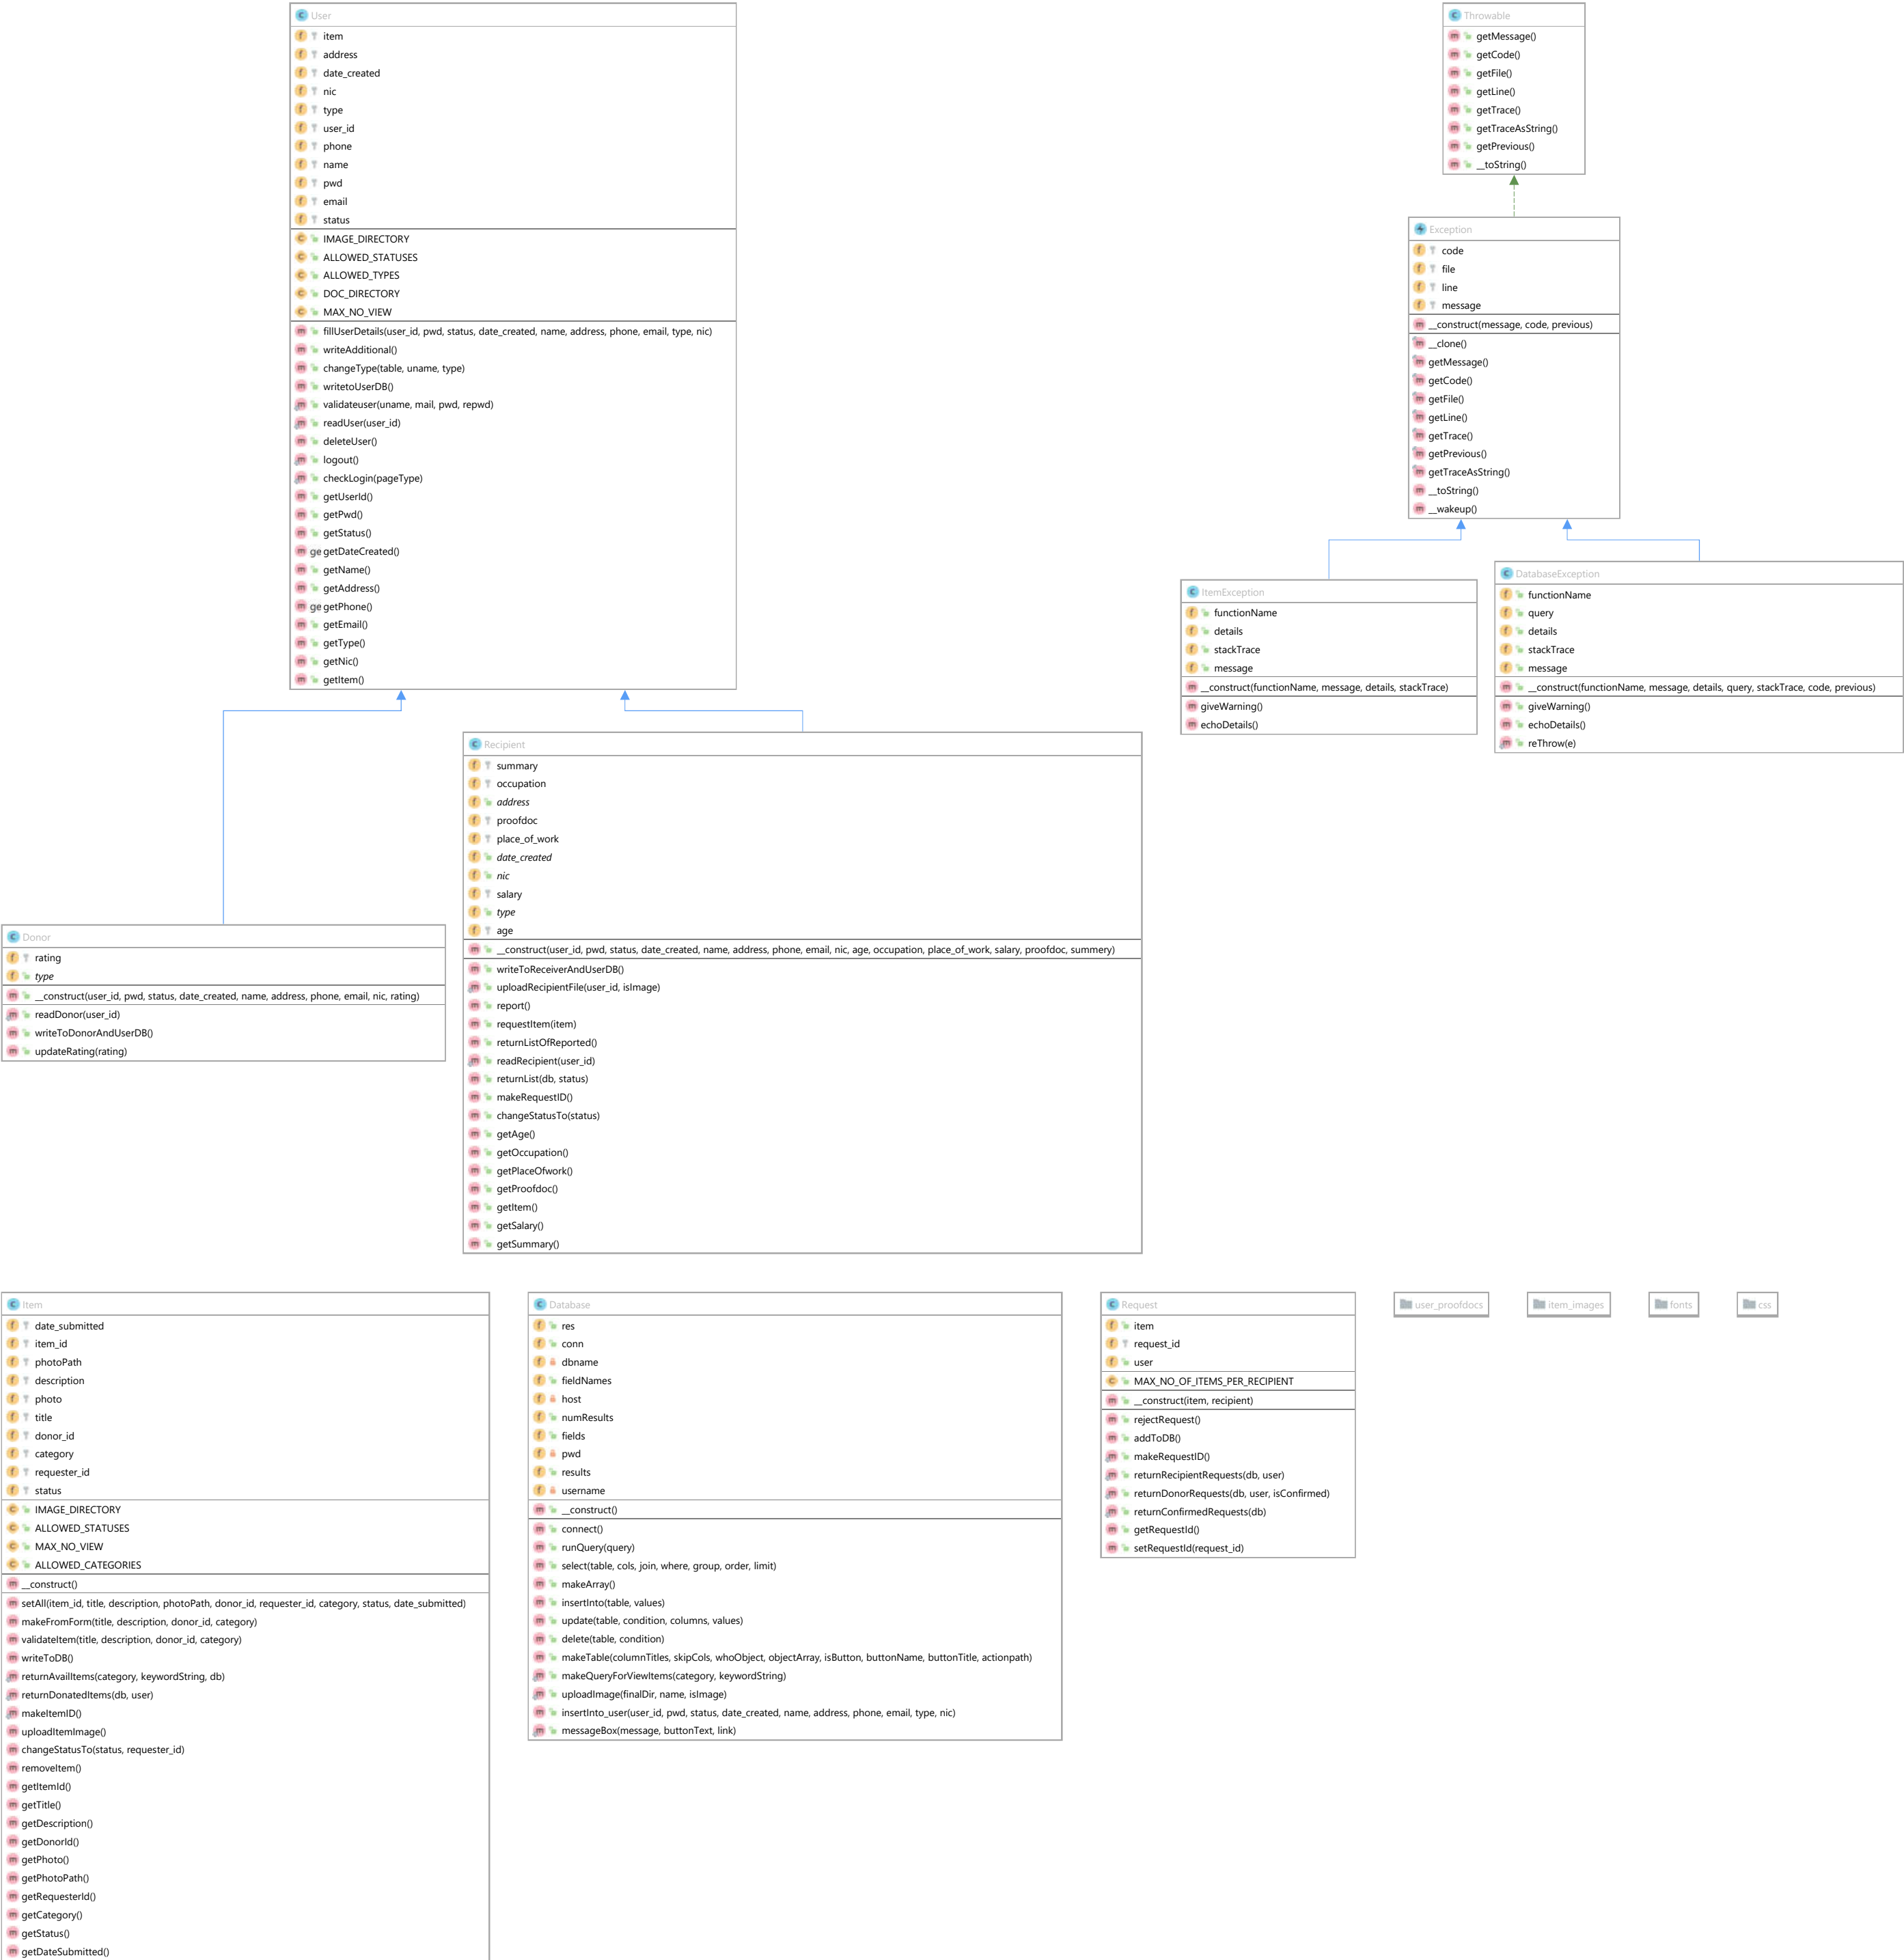 User
item
address
date_created
nic
type
user_id
phone
name
pwd
email
status
IMAGE_DIRECTORY
ALLOWED_STATUSES
ALLOWED_TYPES
DOC_DIRECTORY
MAX_NO_VIEW
fillUserDetails(user_id, pwd, status, date_created, name, address, phone, email, type, nic)
writeAdditional()
changeType(table, uname, type)
writetoUserDB()
validateuser(uname, mail, pwd, repwd)
readUser(user_id)
deleteUser()
logout()
checkLogin(pageType)
getUserId()
getPwd()
getStatus()
ge getDateCreated()
getName()
getAddress()
ge getPhone()
getEmail()
getType()
getNic()
getItem()
Throwable
getMessage()
getCode()
getFile()
getLine()
getTrace()
getTraceAsString()
getPrevious()
__toString()
Exception
code
file
line
message
__construct(message, code, previous)
__clone()
getMessage()
getCode()
getFile()
getLine()
getTrace()
getPrevious()
getTraceAsString()
__toString()
__wakeup()
ItemException
functionName
details
stackTrace
message
__construct(functionName, message, details, stackTrace)
giveWarning()
echoDetails()
DatabaseException
functionName
query
details
stackTrace
message
__construct(functionName, message, details, query, stackTrace, code, previous)
giveWarning()
echoDetails()
reThrow(e)
Recipient
summary
occupation
address
proofdoc
place_of_work
date_created
nic
salary
type
age
__construct(user_id, pwd, status, date_created, name, address, phone, email, nic, age, occupation, place_of_work, salary, proofdoc, summery)
writeToReceiverAndUserDB()
uploadRecipientFile(user_id, isImage)
report()
requestItem(item)
returnListOfReported()
readRecipient(user_id)
returnList(db, status)
makeRequestID()
changeStatusTo(status)
getAge()
getOccupation()
getPlaceOfwork()
getProofdoc()
getItem()
getSalary()
getSummary()
Donor
rating
type
__construct(user_id, pwd, status, date_created, name, address, phone, email, nic, rating)
readDonor(user_id)
writeToDonorAndUserDB()
updateRating(rating)
Item
date_submitted
item_id
photoPath
description
photo
title
donor_id
category
requester_id
status
IMAGE_DIRECTORY
ALLOWED_STATUSES
MAX_NO_VIEW
ALLOWED_CATEGORIES
__construct()
setAll(item_id, title, description, photoPath, donor_id, requester_id, category, status, date_submitted)
makeFromForm(title, description, donor_id, category)
validateItem(title, description, donor_id, category)
writeToDB()
returnAvailItems(category, keywordString, db)
returnDonatedItems(db, user)
makeItemID()
uploadItemImage()
changeStatusTo(status, requester_id)
removeItem()
getItemId()
getTitle()
getDescription()
getDonorId()
getPhoto()
getPhotoPath()
getRequesterId()
getCategory()
getStatus()
getDateSubmitted()
Database
res
conn
dbname
fieldNames
host
numResults
fields
pwd
results
username
__construct()
connect()
runQuery(query)
select(table, cols, join, where, group, order, limit)
makeArray()
insertInto(table, values)
update(table, condition, columns, values)
delete(table, condition)
makeTable(columnTitles, skipCols, whoObject, objectArray, isButton, buttonName, buttonTitle, actionpath)
makeQueryForViewItems(category, keywordString)
uploadImage(finalDir, name, isImage)
insertInto_user(user_id, pwd, status, date_created, name, address, phone, email, type, nic)
messageBox(message, buttonText, link)
Request
item
request_id
user
MAX_NO_OF_ITEMS_PER_RECIPIENT
__construct(item, recipient)
rejectRequest()
addToDB()
makeRequestID()
returnRecipientRequests(db, user)
returnDonorRequests(db, user, isConfirmed)
returnConfirmedRequests(db)
getRequestId()
setRequestId(request_id)
user_proofdocs
item_images
fonts
css